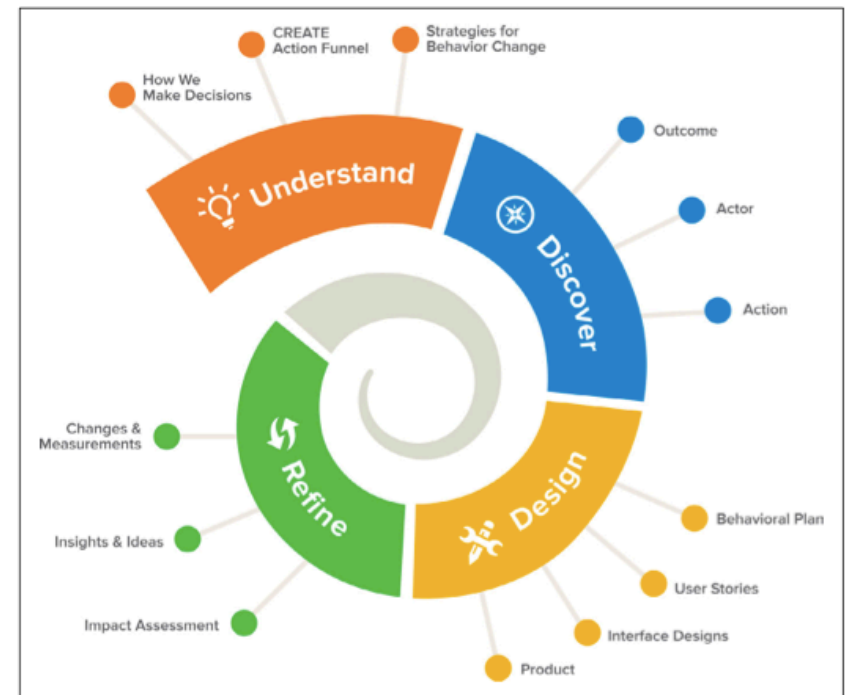 How We
Make Decisions
CREATE
Action Funnel
Strategies for
Behavior Change
Understand
Outcome
Actor
Action
Discover
Behavioral Plan
User Stories
Interface Designs
Product
Design
Impact Assessment
Insights & Ideas
Changes &
Measurements
Refine